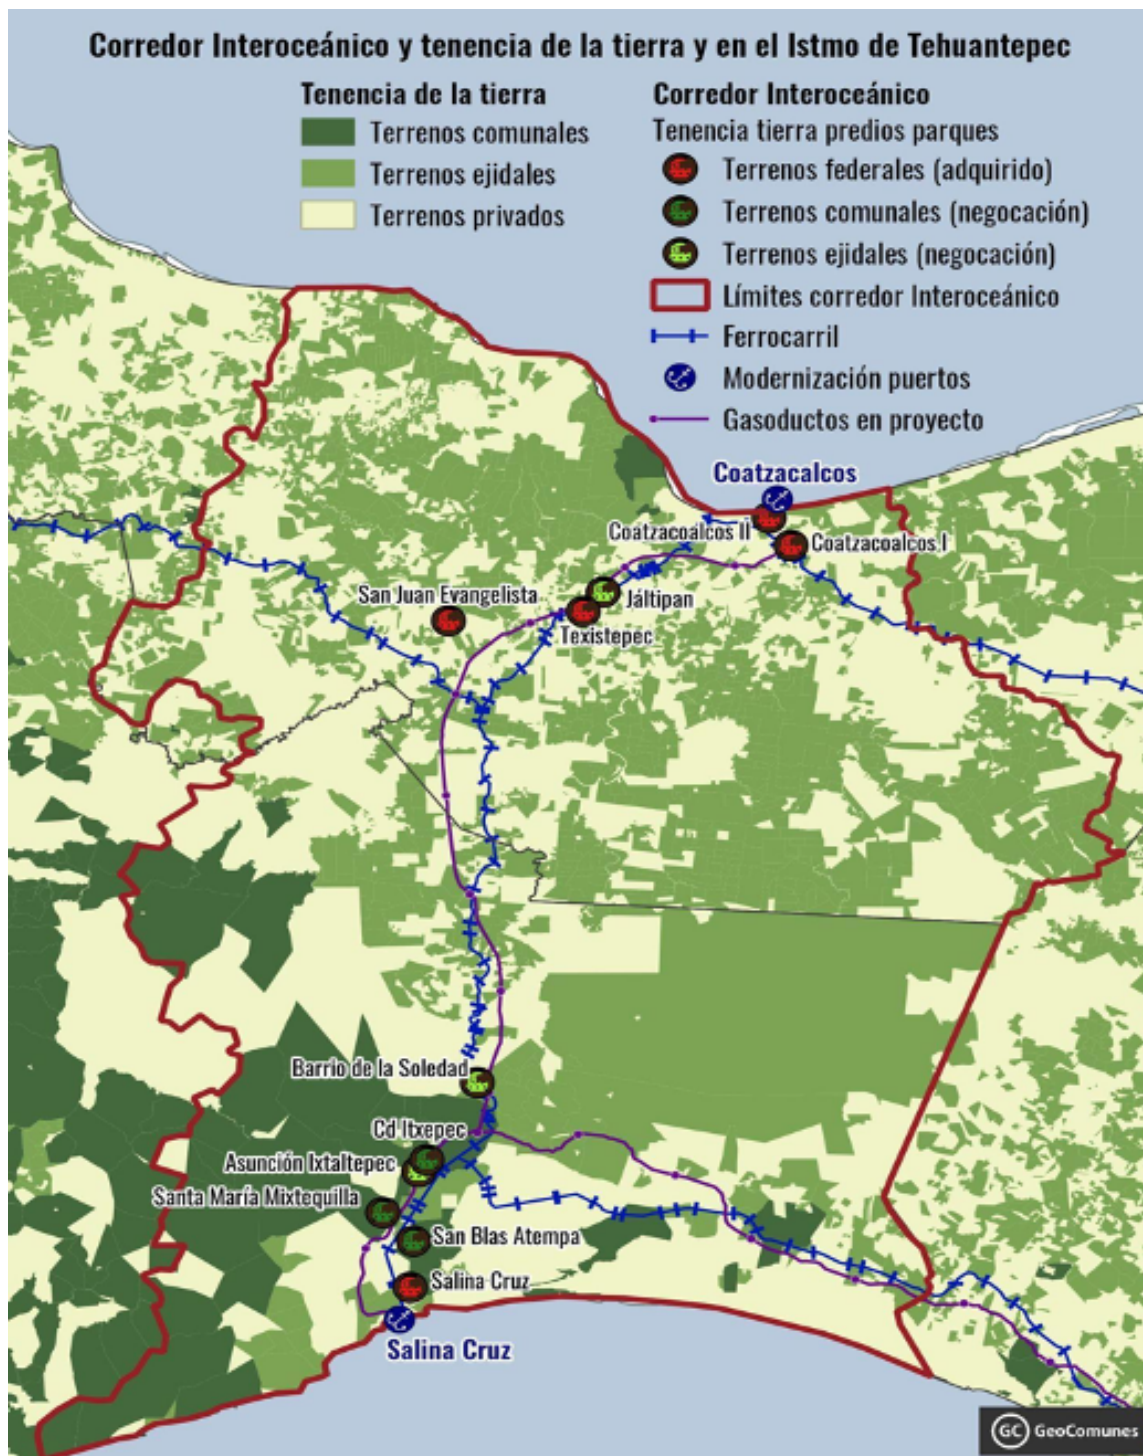 Corredor Interoceánico y tenencia de la tierra y en el Istmo de Tehuantepec
Tenencia de la tierra
Terrenos comunales
Terrenos ejidales
Terrenos privados
Corredor Interoceánico
Tenencia tierra predios parques
Terrenos federales (adquirido)
Terrenos comunales (negocación)
Terrenos ejidales (negocación)
Límites corredor Interoceánico
Ferrocarril
Modernización puertos
Gasoductos en proyecto
Coatzacalcos
Coatzacoalcos II
Coatzacoalcos I
San Juan Evangelista
Jáltipan
Texistepec
Barrio de la Soledad
Cd Itxepec
Asunción Ixtaltepec
Santa María Mixtequilla
San Blas Atempa
Salina Cruz
Salina Cruz
GC GeoComunes